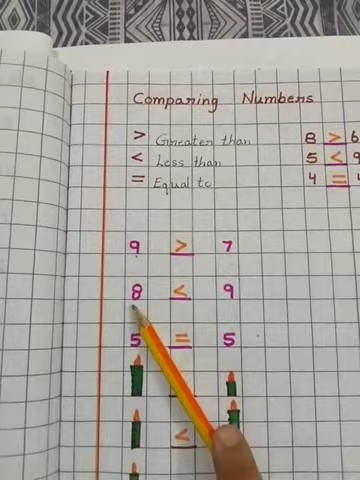 Comparing Numbers
> Greater than 8 > 6
< Less than 5 < 9
= Equal to 4 = 4
9 > 7
8 < 9
5 = 5
<